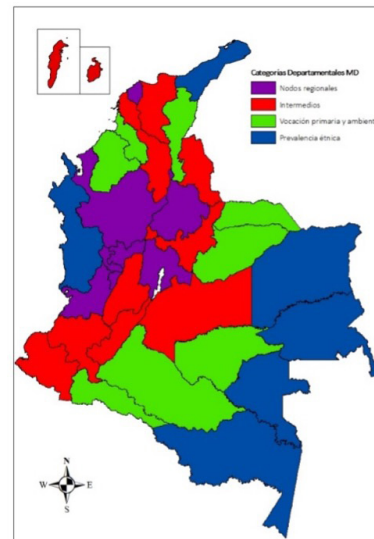 Categorías Departamentales MD
Nodos regionales
Intermedios
Vocación primaria y ambient
Prevalencia étnica
N
W E
S